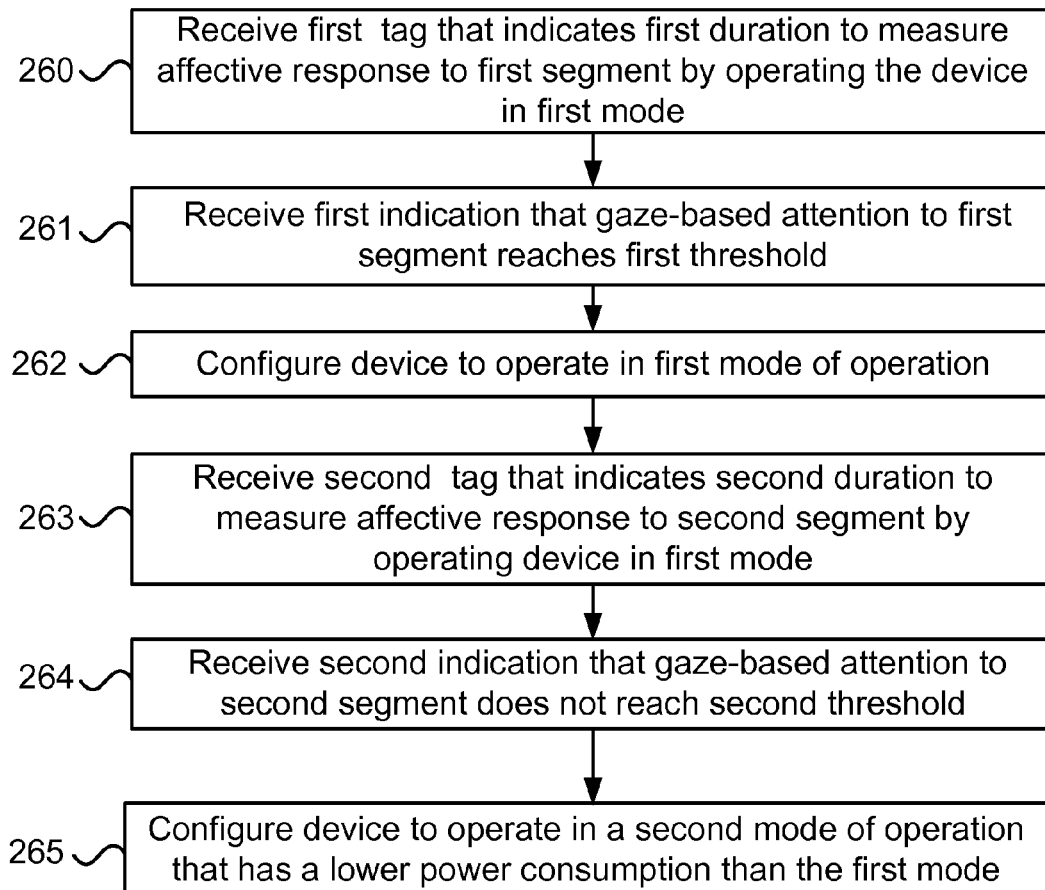 260
Receive first tag that indicates first duration to measure
affective response to first segment by operating the device
in first mode
261
Receive first indication that gaze-based attention to first
segment reaches first threshold
262
Configure device to operate in first mode of operation
263
Receive second tag that indicates second duration to
measure affective response to second segment by
operating device in first mode
264
Receive second indication that gaze-based attention to
second segment does not reach second threshold
265
Configure device to operate in a second mode of operation
that has a lower power consumption than the first mode